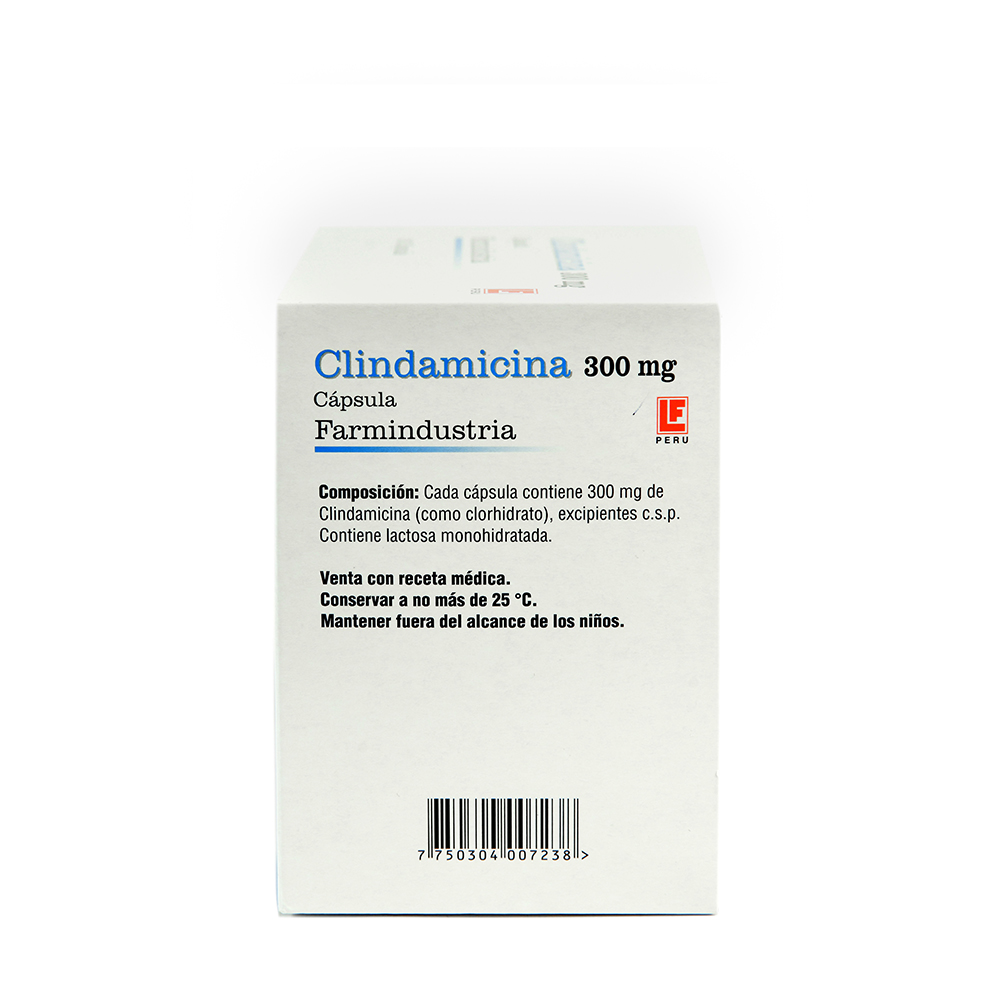 Clindamicina 300 mg
Cápsula
Farmindustria
LF
PERU
Composición: Cada cápsula contiene 300 mg de
Clindamicina (como clorhidrato), excipientes c.s.p.
Contiene lactosa monohidratada.
Venta con receta médica.
Conservar a no más de 25 °C.
Mantener fuera del alcance de los niños.
7 750304 007238 >